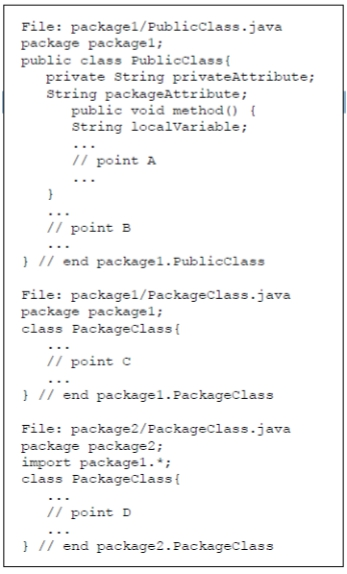 File: package1/PublicClass.java
package package1;
public class PublicClass{
private String privateAttribute;
String packageAttribute;
public void method() {
String localVariable;
...
// point A
...
}
...
// point B
...
} // end package1.PublicClass
File: package1/PackageClass.java
package package1;
class PackageClass{
...
// point C
...
} // end package1.PackageClass
File: package2/PackageClass.java
package package2;
import package1.*;
class PackageClass{
...
// point D
...
} // end package2.PackageClass